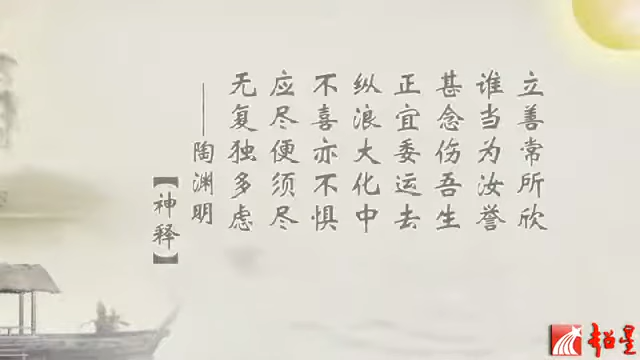 立善常所欣
谁当为汝誉
甚念伤吾生
正宜委运去
纵浪大化中
不喜亦不惧
应尽便须尽
无复独多虑
——陶渊明
【神释】
超星